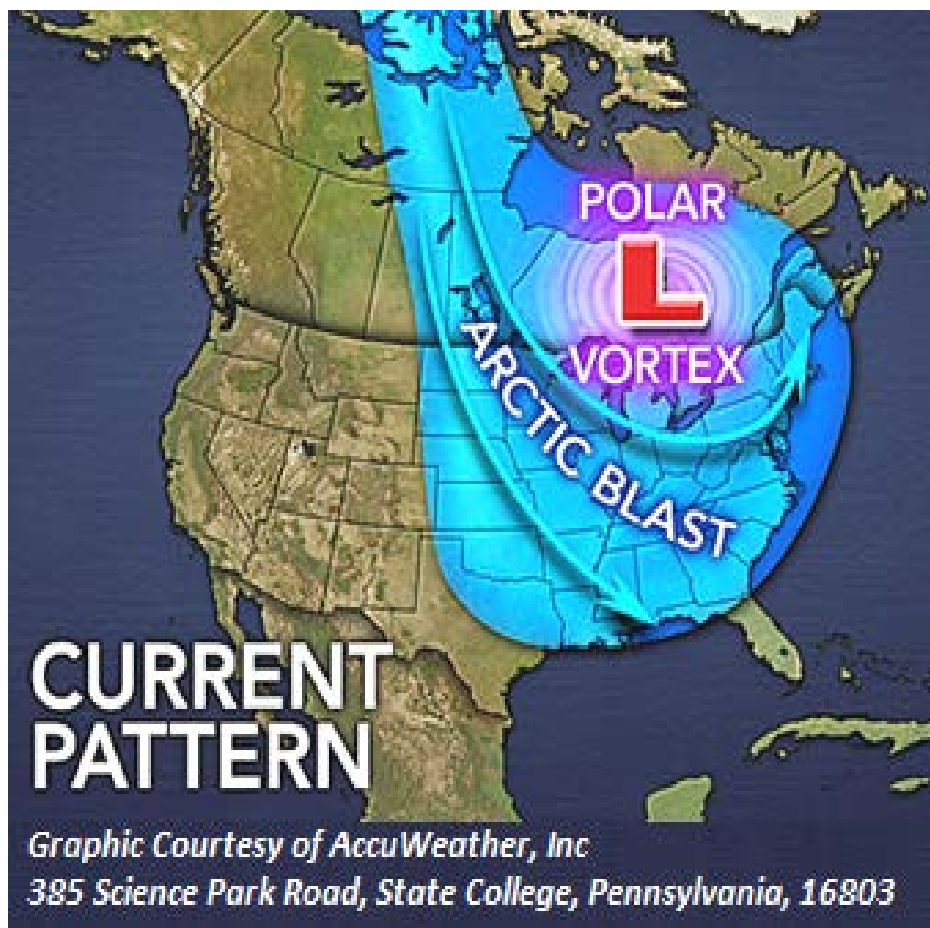 POLAR
L
VORTEX
ARCTIC BLAST
CURRENT
PATTERN
Graphic Courtesy of AccuWeather, Inc
385 Science Park Road, State College, Pennsylvania, 16803